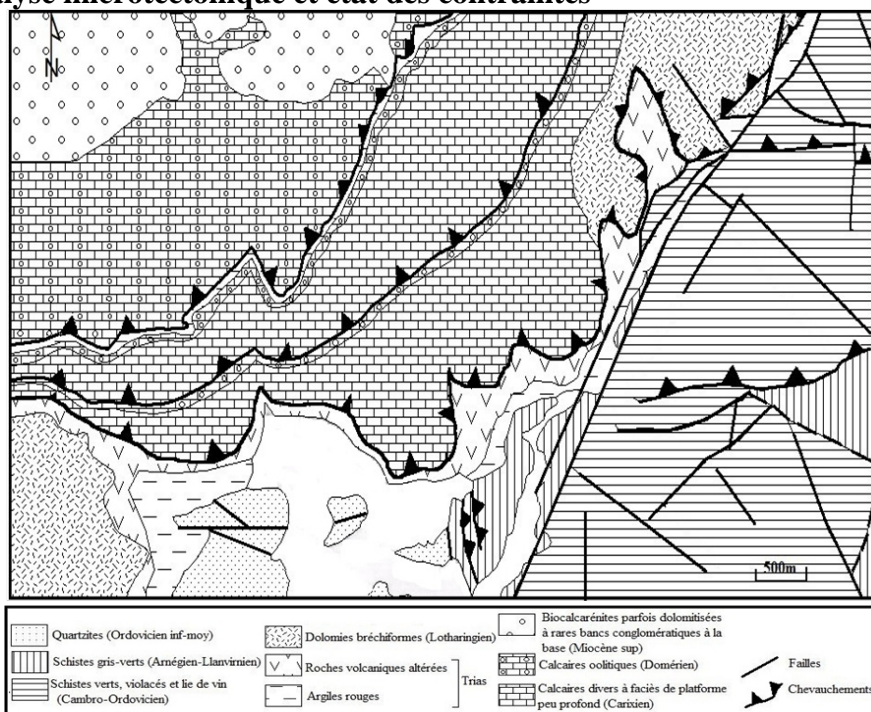 lyse microtectonique et état des contraintes
N
500m
Quartzites (Ordovicien inf-moy)
Schistes gris-verts (Arnégien-Llanvirnien)
Schistes verts, violacés et lie de vin
(Cambro-Ordovicien)
Dolomies bréchiformes (Lotharingien)
Roches volcaniques altérées
Argiles rouges
Trias
Biocalcarénites parfois dolomitisées
à rares bancs conglomératiques à la
base (Miocène sup)
Calcaires oolitiques (Domérien)
Calcaires divers à faciès de platforme
peu profond (Carixien)
Failles
Chevauchements